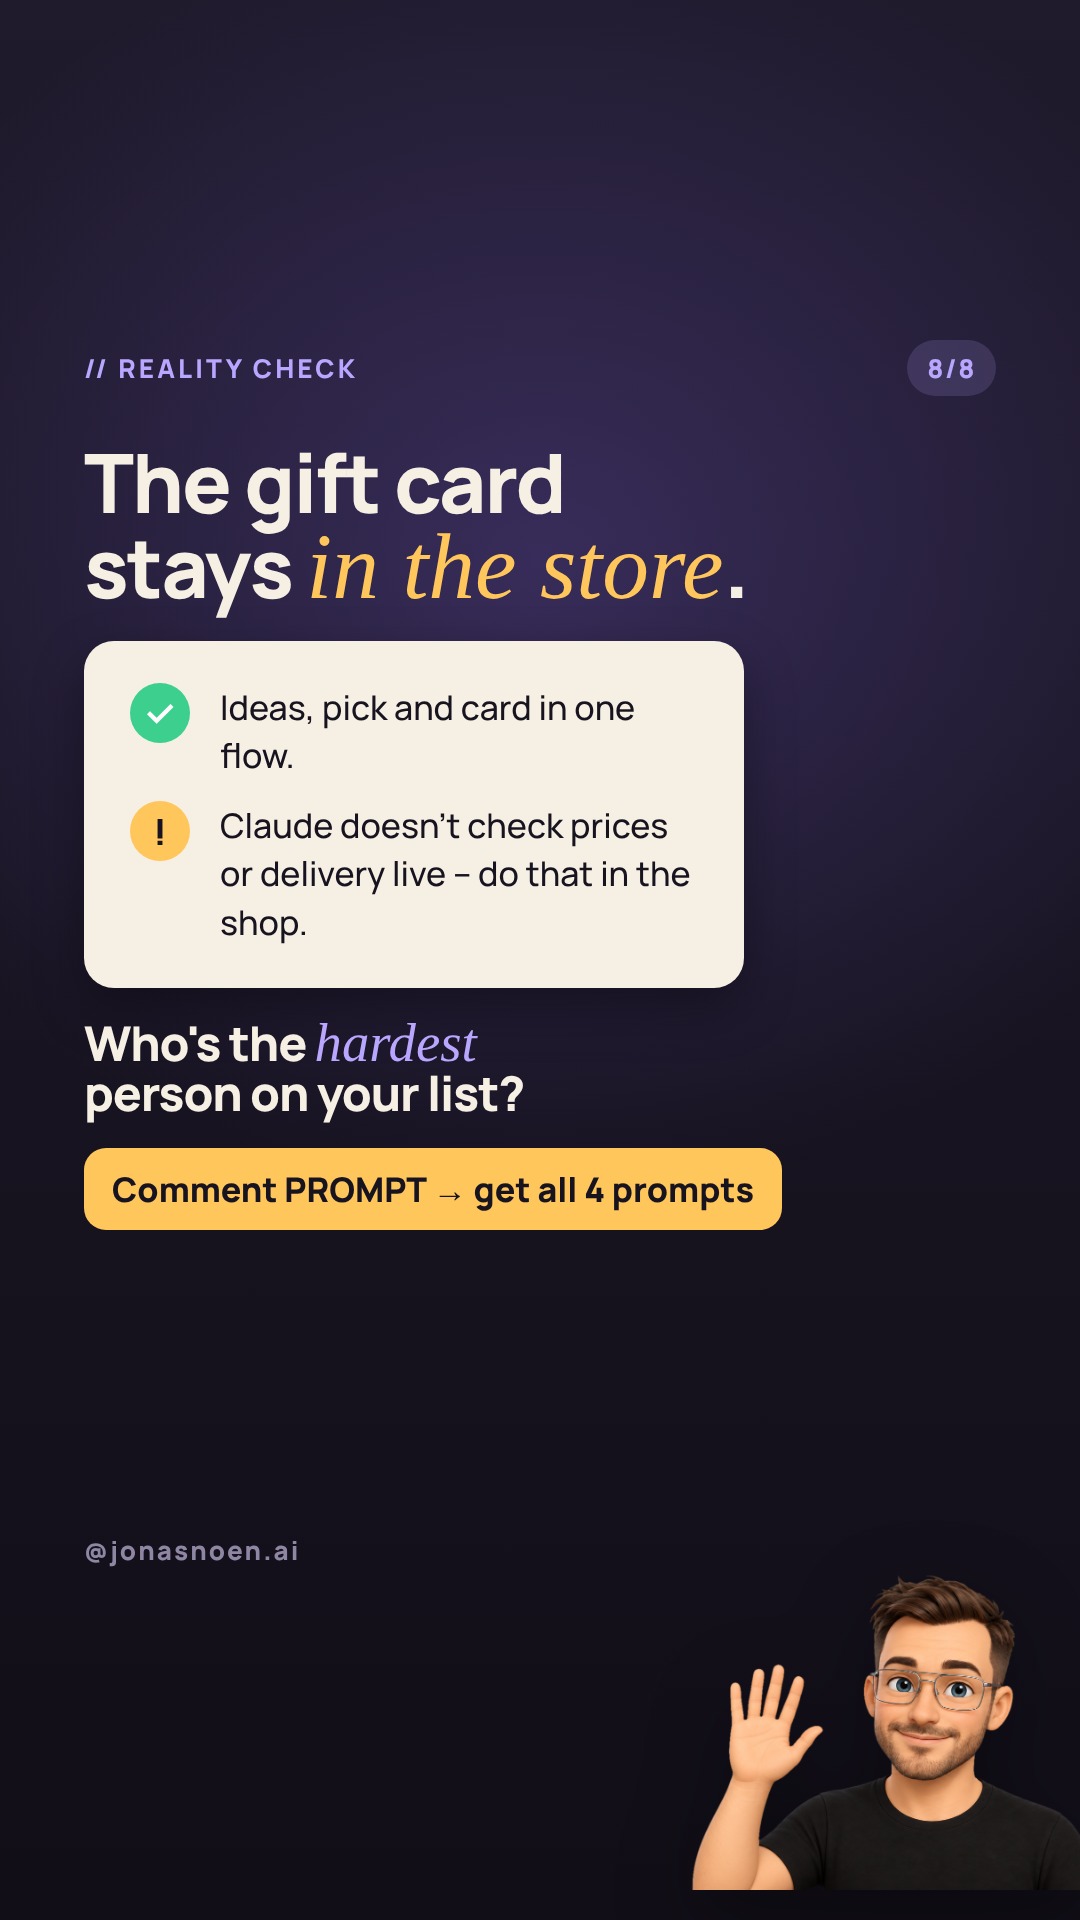 // REALITY CHECK
8/8
The gift card
stays in the store.
Ideas, pick and card in one
flow.
!
Claude doesn’t check prices
or delivery live – do that in the
shop.
Who's the hardest
person on your list?
Comment PROMPT → get all 4 prompts
@jonasnoen.ai